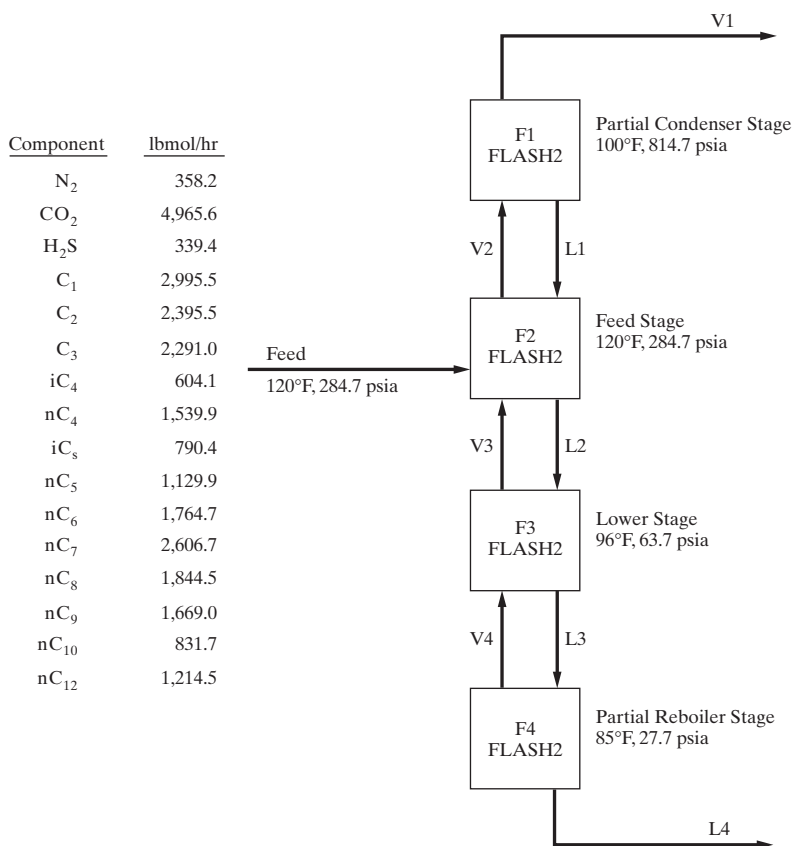 V1
F1
FLASH2
Partial Condenser Stage
100°F, 814.7 psia
Component lbmol/hr
N₂ 358.2
CO₂ 4,965.6
H₂S 339.4
C₁ 2,995.5
C₂ 2,395.5
C₃ 2,291.0
iC₄ 604.1
nC₄ 1,539.9
iCₛ 790.4
nC₅ 1,129.9
nC₆ 1,764.7
nC₇ 2,606.7
nC₈ 1,844.5
nC₉ 1,669.0
nC₁₀ 831.7
nC₁₂ 1,214.5
V2
L1
Feed
120°F, 284.7 psia
F2
FLASH2
Feed Stage
120°F, 284.7 psia
V3
L2
F3
FLASH2
Lower Stage
96°F, 63.7 psia
V4
L3
F4
FLASH2
Partial Reboiler Stage
85°F, 27.7 psia
L4